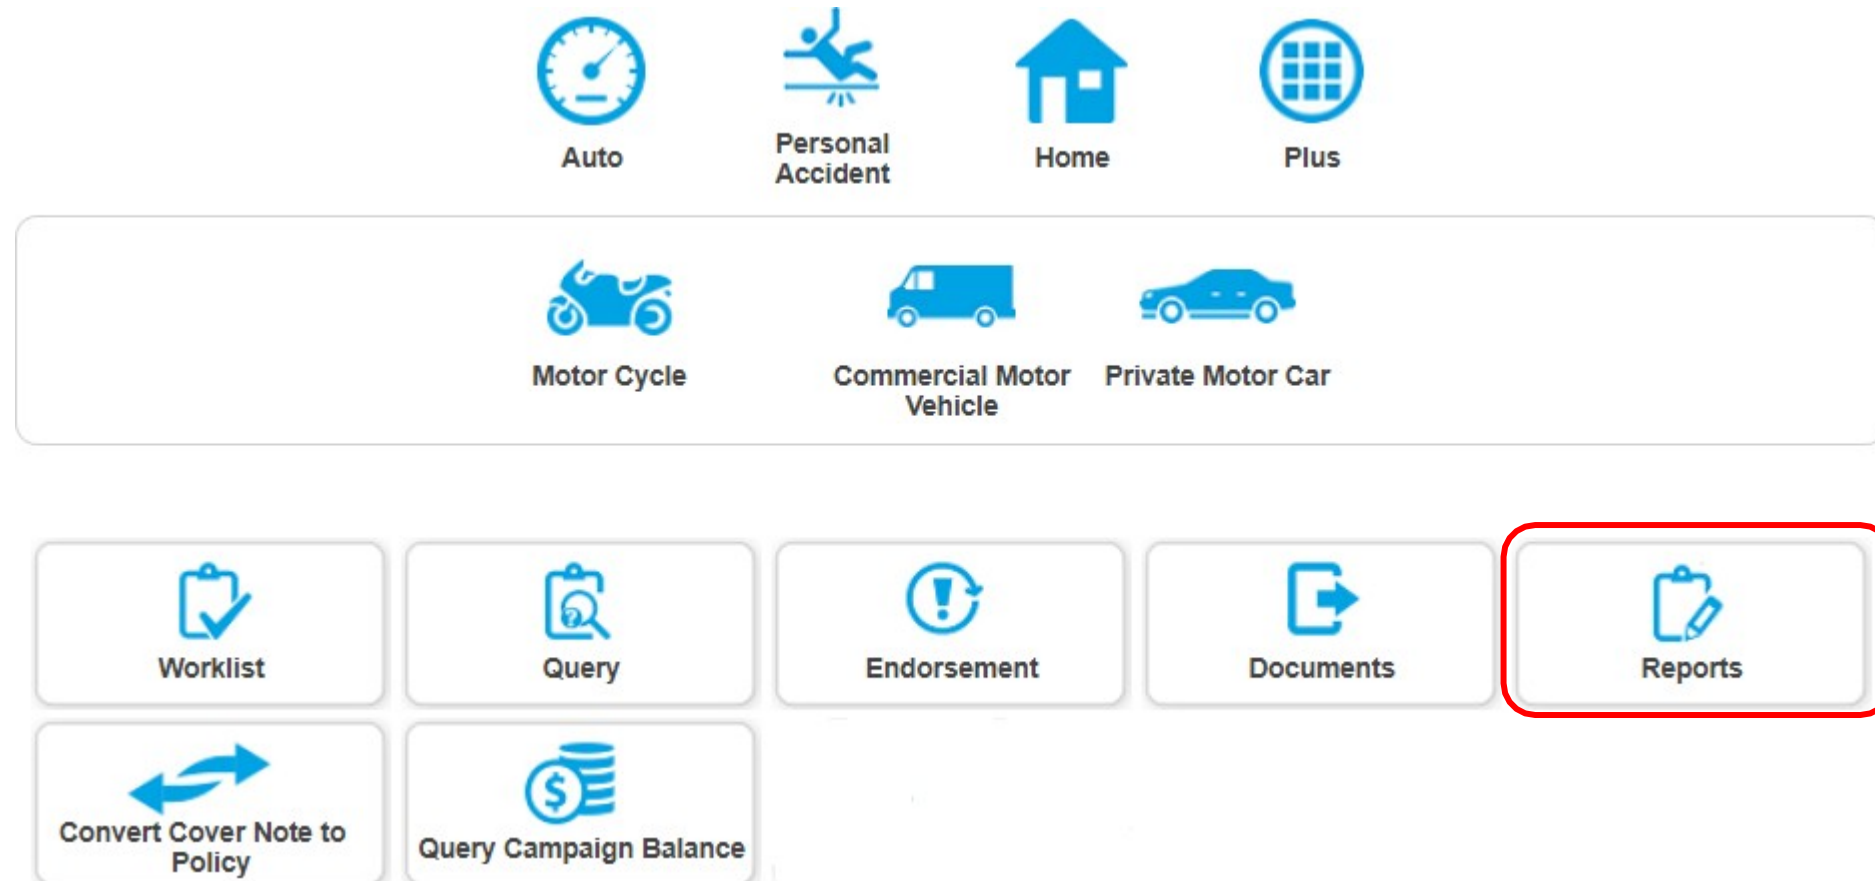 Auto
Personal
Accident
Home
Plus
Motor Cycle
Commercial Motor
Vehicle
Private Motor Car
Worklist
Query
Endorsement
Documents
Reports
Convert Cover Note to
Policy
Query Campaign Balance